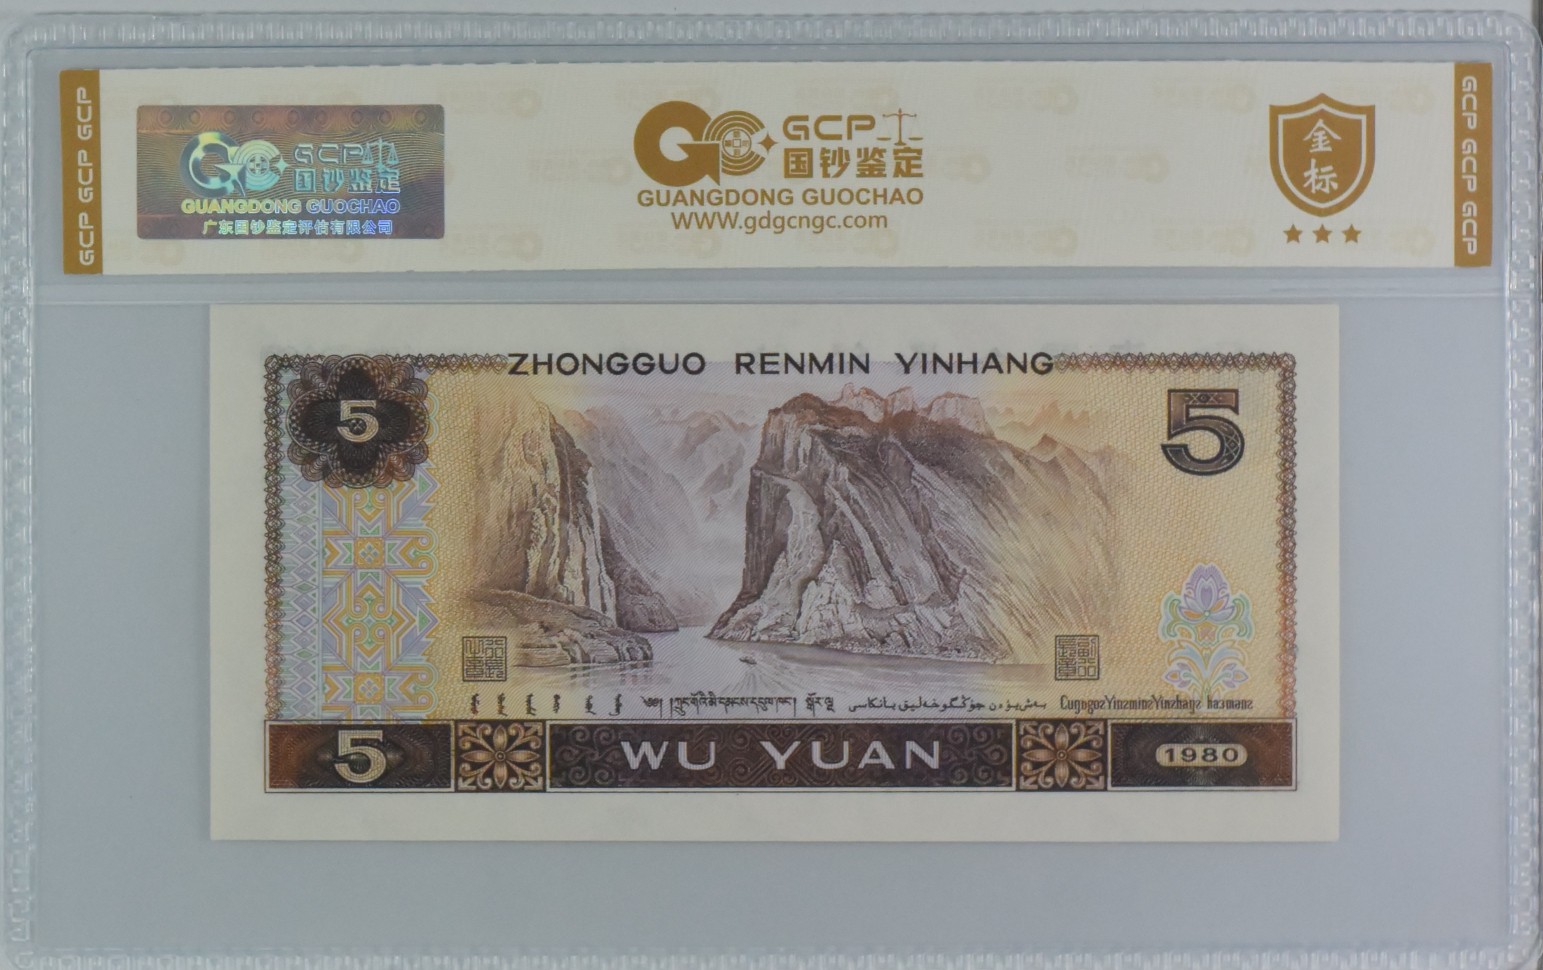 GCP GCP GCP
GCP
国钞鉴定
GUANGDONG GUOCHAO
广东国钞鉴定评估有限公司
GCP
国钞鉴定
GUANGDONG GUOCHAO
WWW.gdgcngc.com
金
标
GCP GCP GCP
ZHONGGUO RENMIN YINHANG
5
5
CuŋƅgozYinzminzYinzhaŋz hajmanz
5
WU YUAN
1980